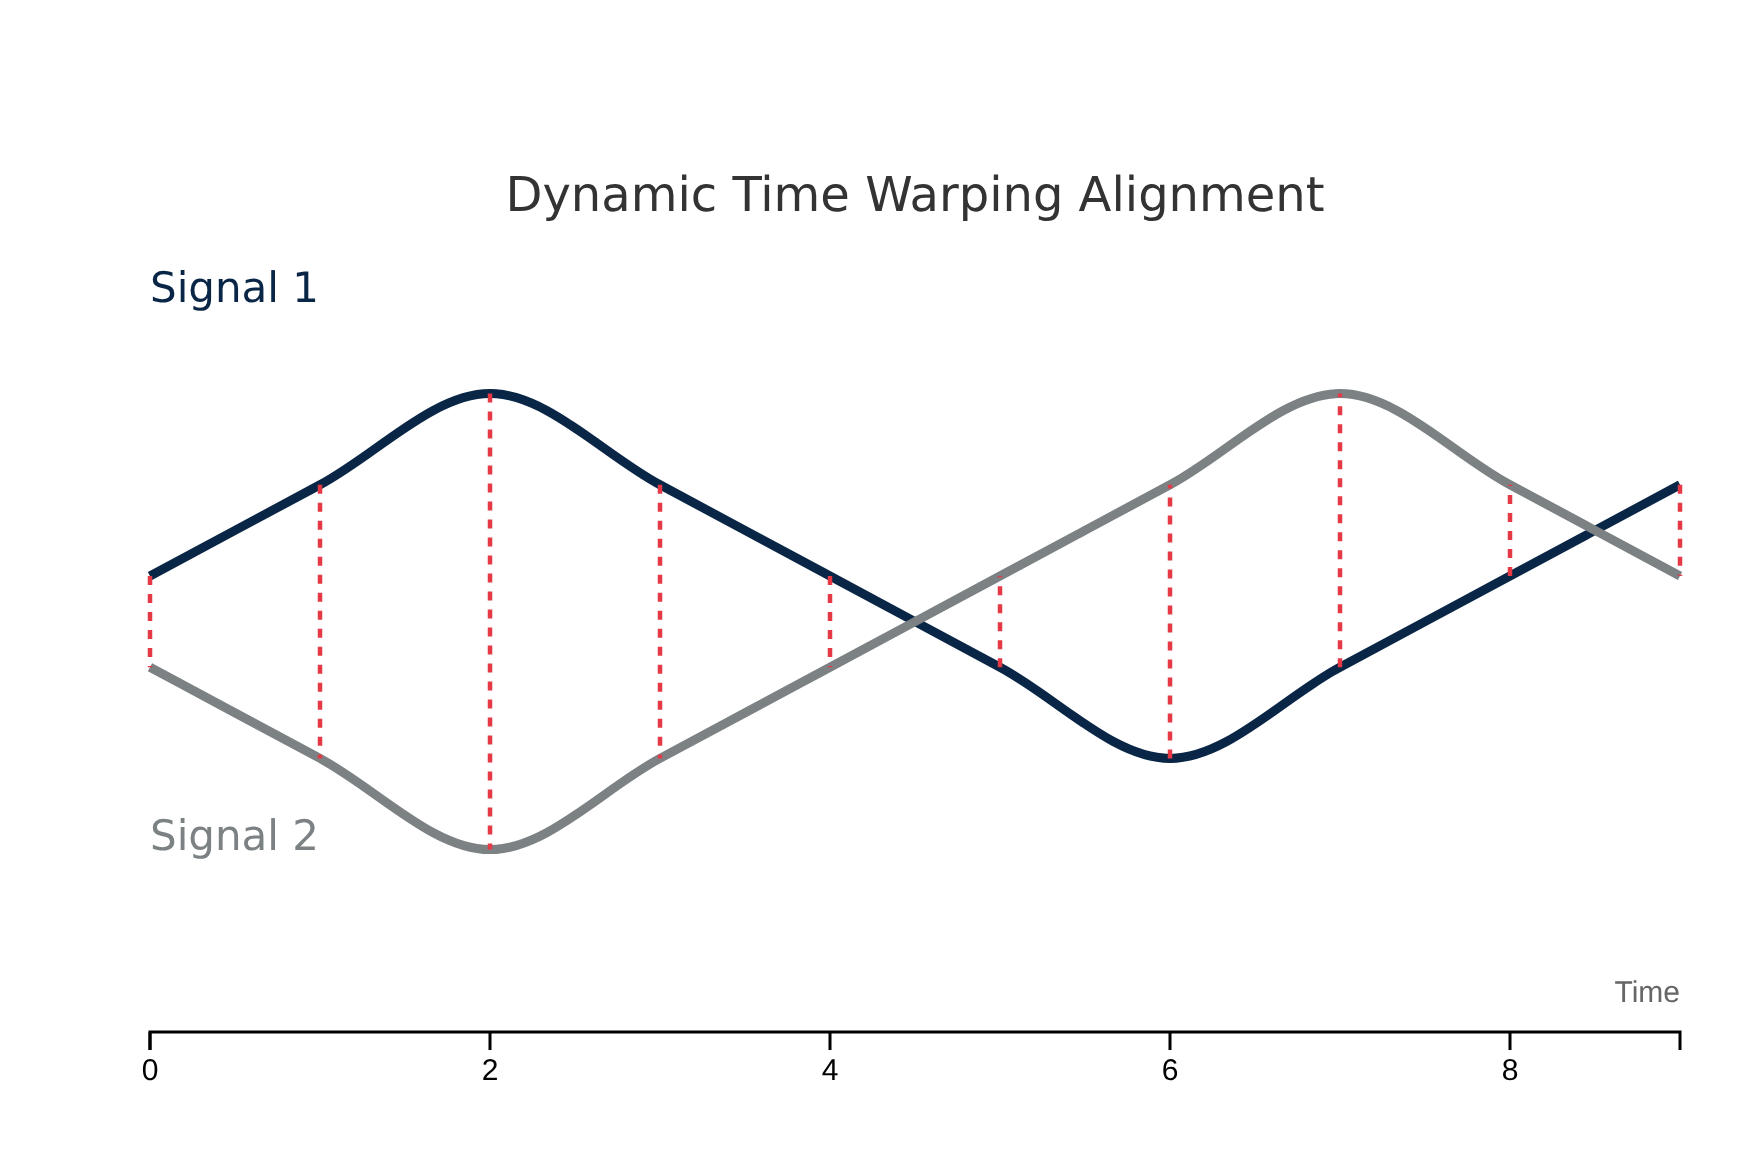 Dynamic Time Warping Alignment
Signal 1
Signal 2
Time
0 2 4 6 8